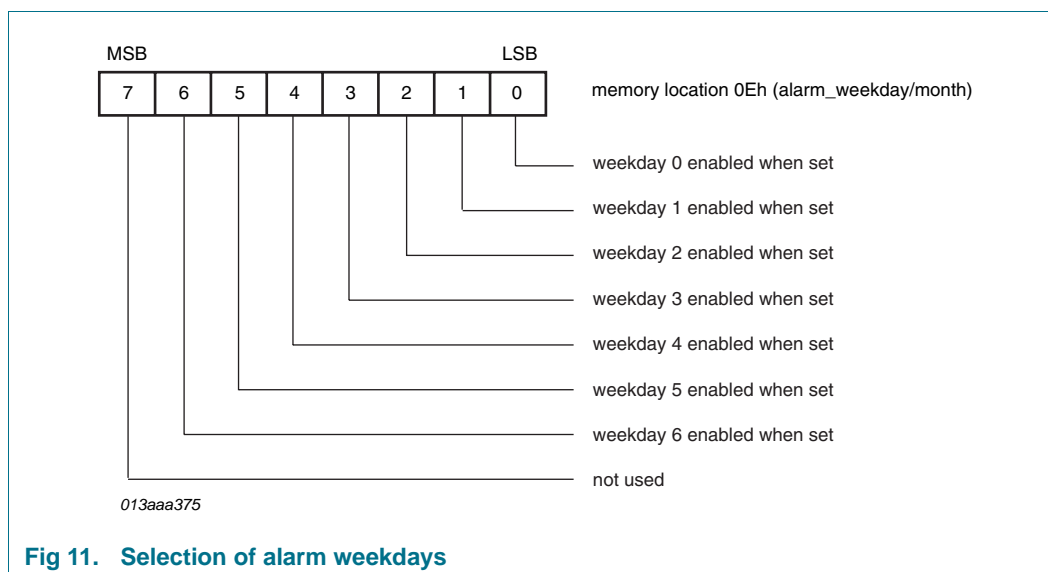 MSB LSB
7 6 5 4 3 2 1 0 memory location 0Eh (alarm_weekday/month)
weekday 0 enabled when set
weekday 1 enabled when set
weekday 2 enabled when set
weekday 3 enabled when set
weekday 4 enabled when set
weekday 5 enabled when set
weekday 6 enabled when set
not used
013aaa375
Fig 11. Selection of alarm weekdays